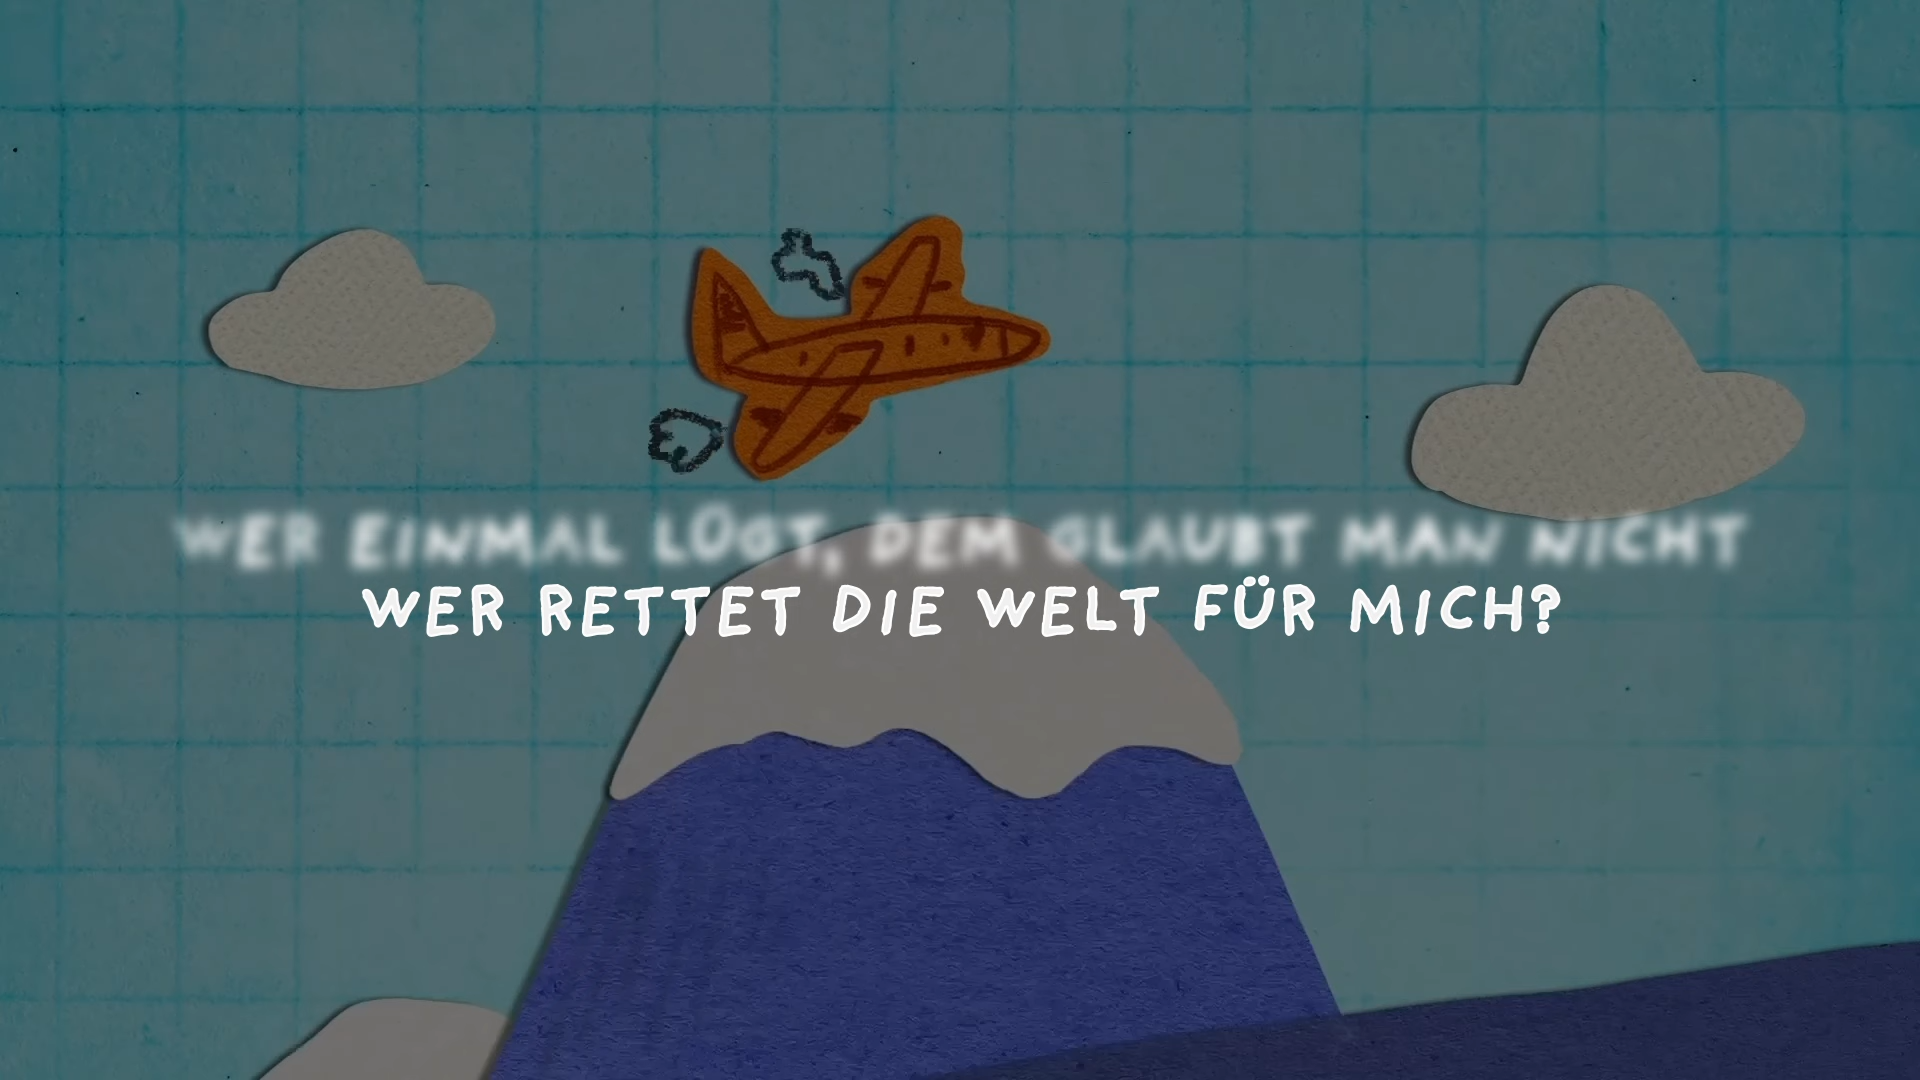 WER EINMAL LÜGT, DEM GLAUBT MAN NICHT
WER RETTET DIE WELT FÜR MICH?